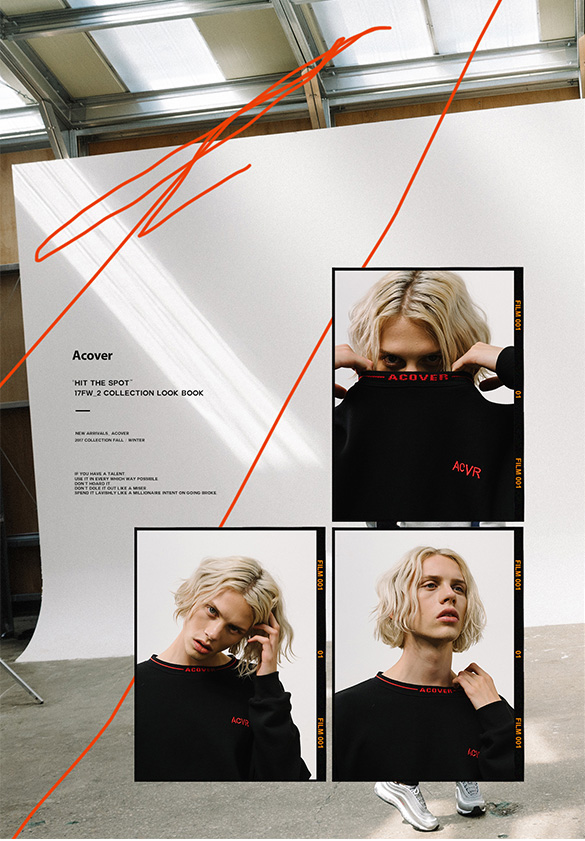 Acover
"HIT THE SPOT"
17FW_2 COLLECTION LOOK BOOK
NEW ARRIVALS_ACOVER
2017 COLLECTION FALL : WINTER
IF YOU HAVE A TALENT
USE IT IN EVERY WHICH WAY POSSIBLE.
DON'T HOARD IT.
DON'T DOLE IT OUT LIKE A MISER.
SPEND IT LAVISHLY LIKE A MILLIONAIRE INTENT ON GOING BROKE.
FILM 001
01
FILM 001
ACOVER
ACVR
FILM 001
01
FILM 001
ACOVER
ACVR
FILM 001
01
FILM 001
ACOVER
ACVR